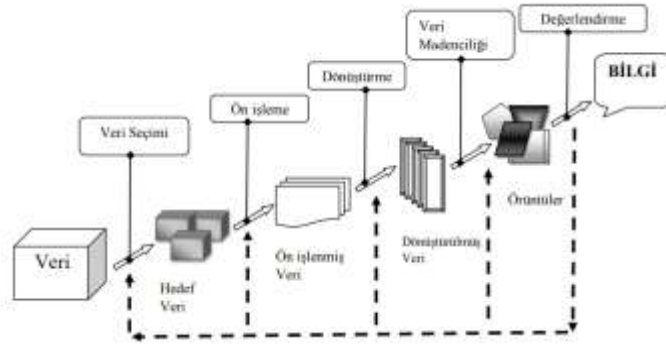 Veri
Veri Seçimi
Hedef
Veri
Ön işleme
Ön işlenmiş
Veri
Dönüştürme
Dönüştürülmüş
Veri
Veri
Madenciliği
Örüntüler
Değerlendirme
BİLGİ